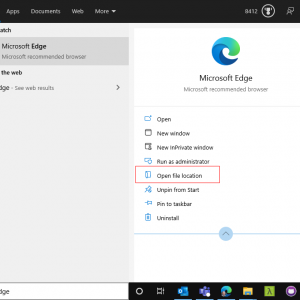 Apps Documents Web More 8412
atch
Microsoft Edge
Microsoft recommended browser
the web
dge - See web results
Microsoft Edge
Microsoft recommended browser
Open
New window
New InPrivate window
Run as administrator
Open file location
Unpin from Start
Pin to taskbar
Uninstall
dge